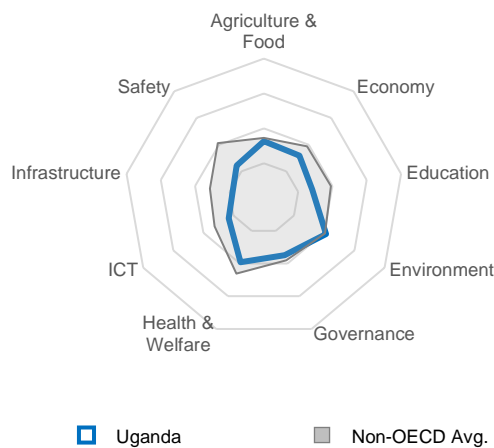 Agriculture &
Food
Safety
Economy
Infrastructure
Education
ICT
Environment
Health &
Welfare
Governance
Uganda
Non-OECD Avg.